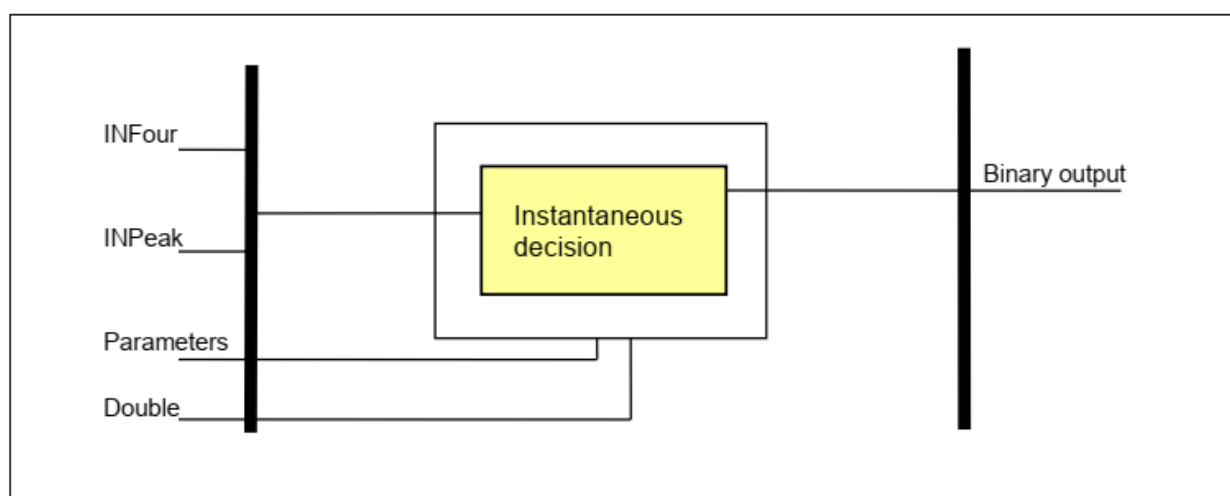 INFour
INPeak
Parameters
Double
Instantaneous
decision
Binary output